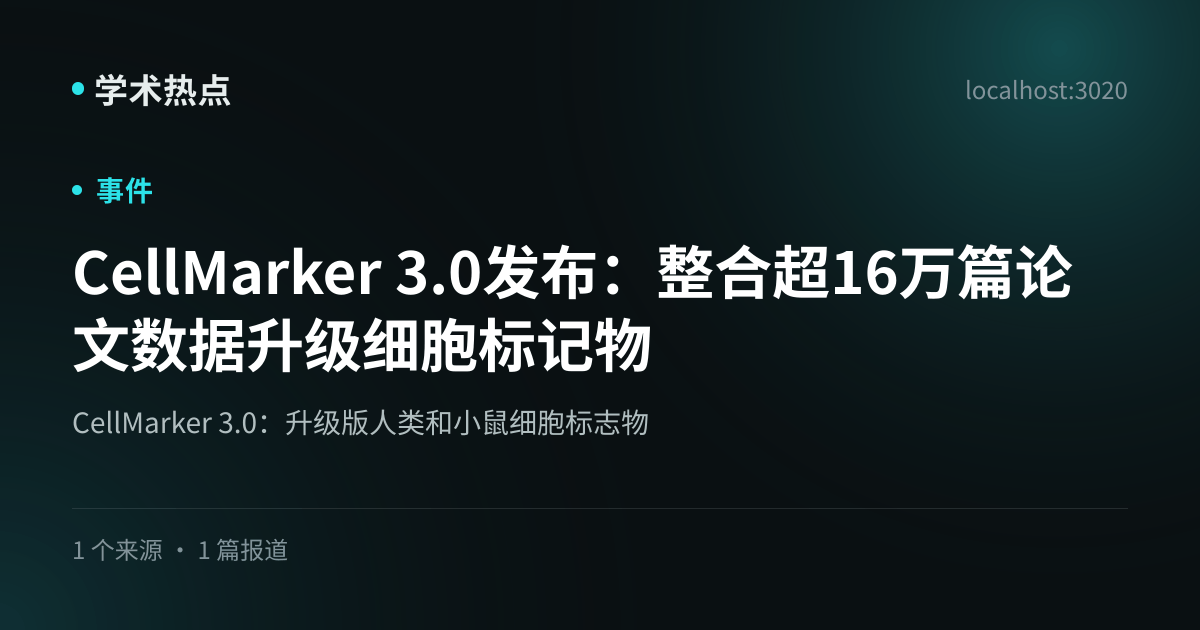 学术热点
localhost:3020
事件
CellMarker 3.0发布：整合超16万篇论
文数据升级细胞标记物
CellMarker 3.0：升级版人类和小鼠细胞标志物
1 个来源 · 1 篇报道